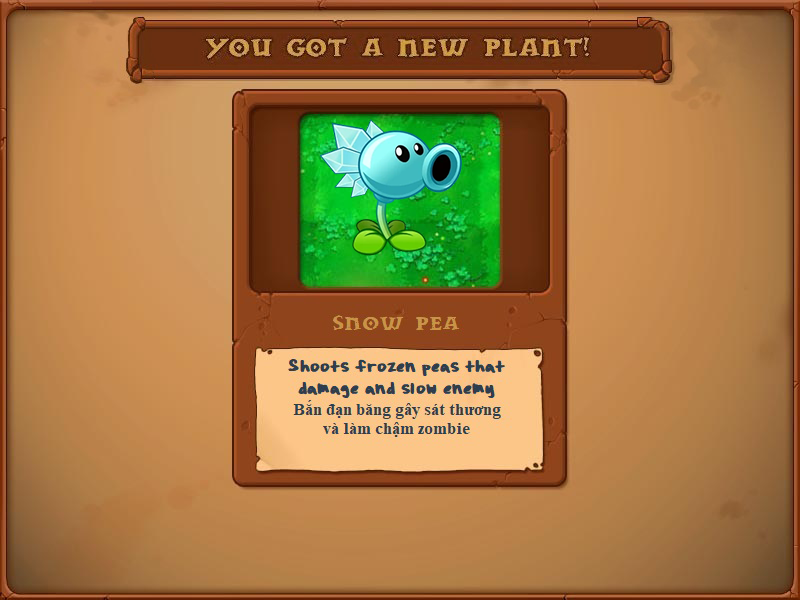 YOU GOT A NEW PLANT!
SNOW PEA
Shoots frozen peas that
damage and slow enemy
Bắn đạn băng gây sát thương
và làm chậm zombie